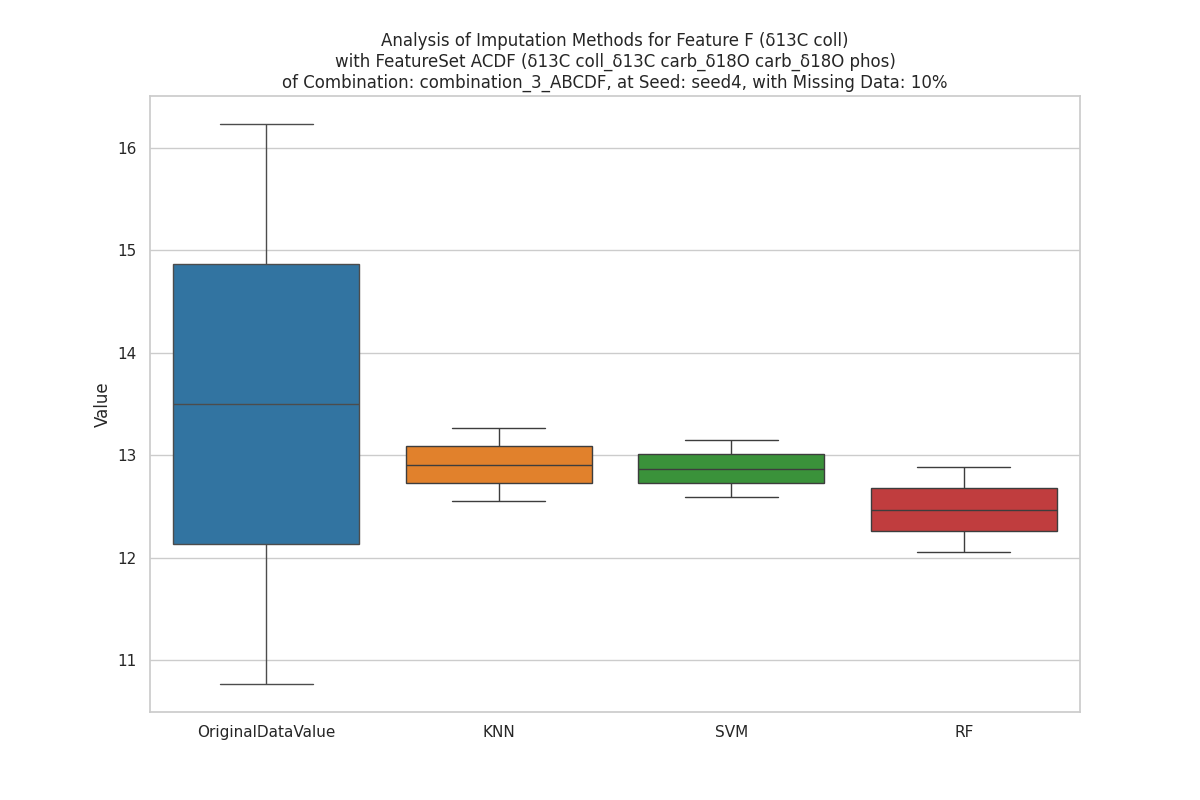 Analysis of Imputation Methods for Feature F (δ13C coll)
with FeatureSet ACDF (δ13C coll_δ13C carb_δ18O carb_δ18O phos)
of Combination: combination_3_ABCDF, at Seed: seed4, with Missing Data: 10%
16
15
14
13
12
11
Value
OriginalDataValue
KNN
SVM
RF